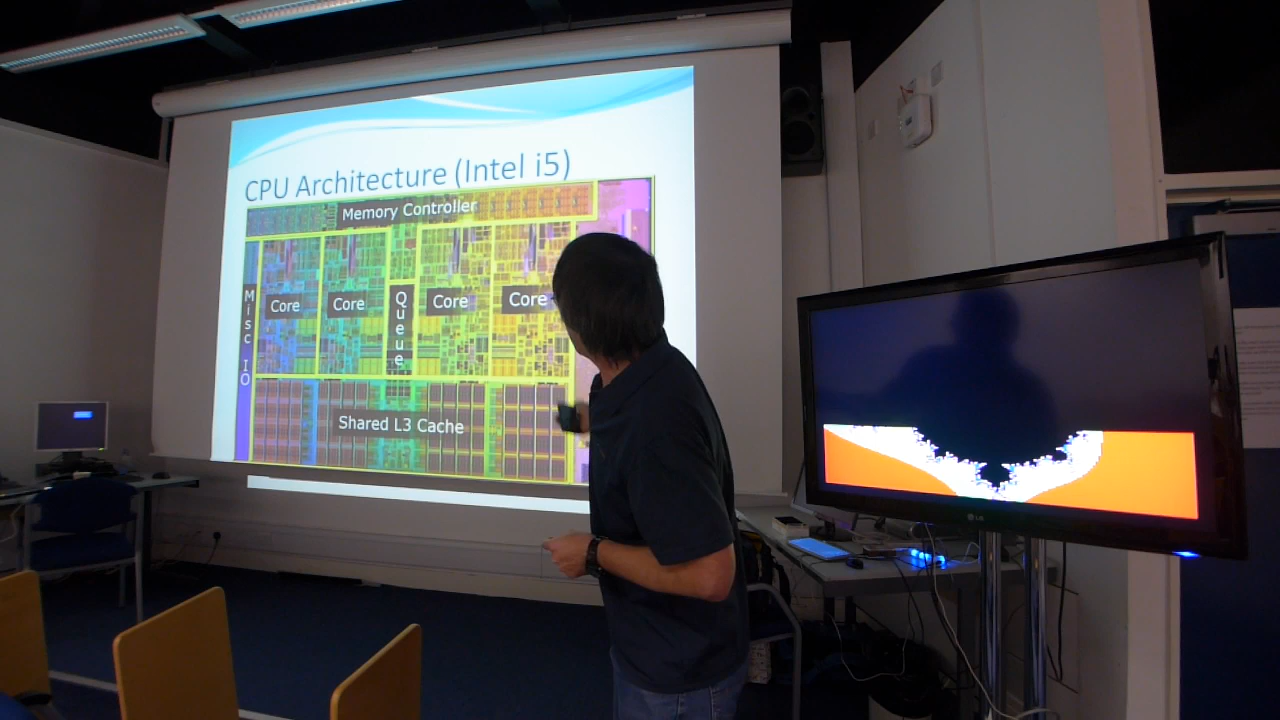 CPU Architecture (Intel i5)
Memory Controller
Misc IO
Core
Core
Queue
Core
Core
Shared L3 Cache
LG